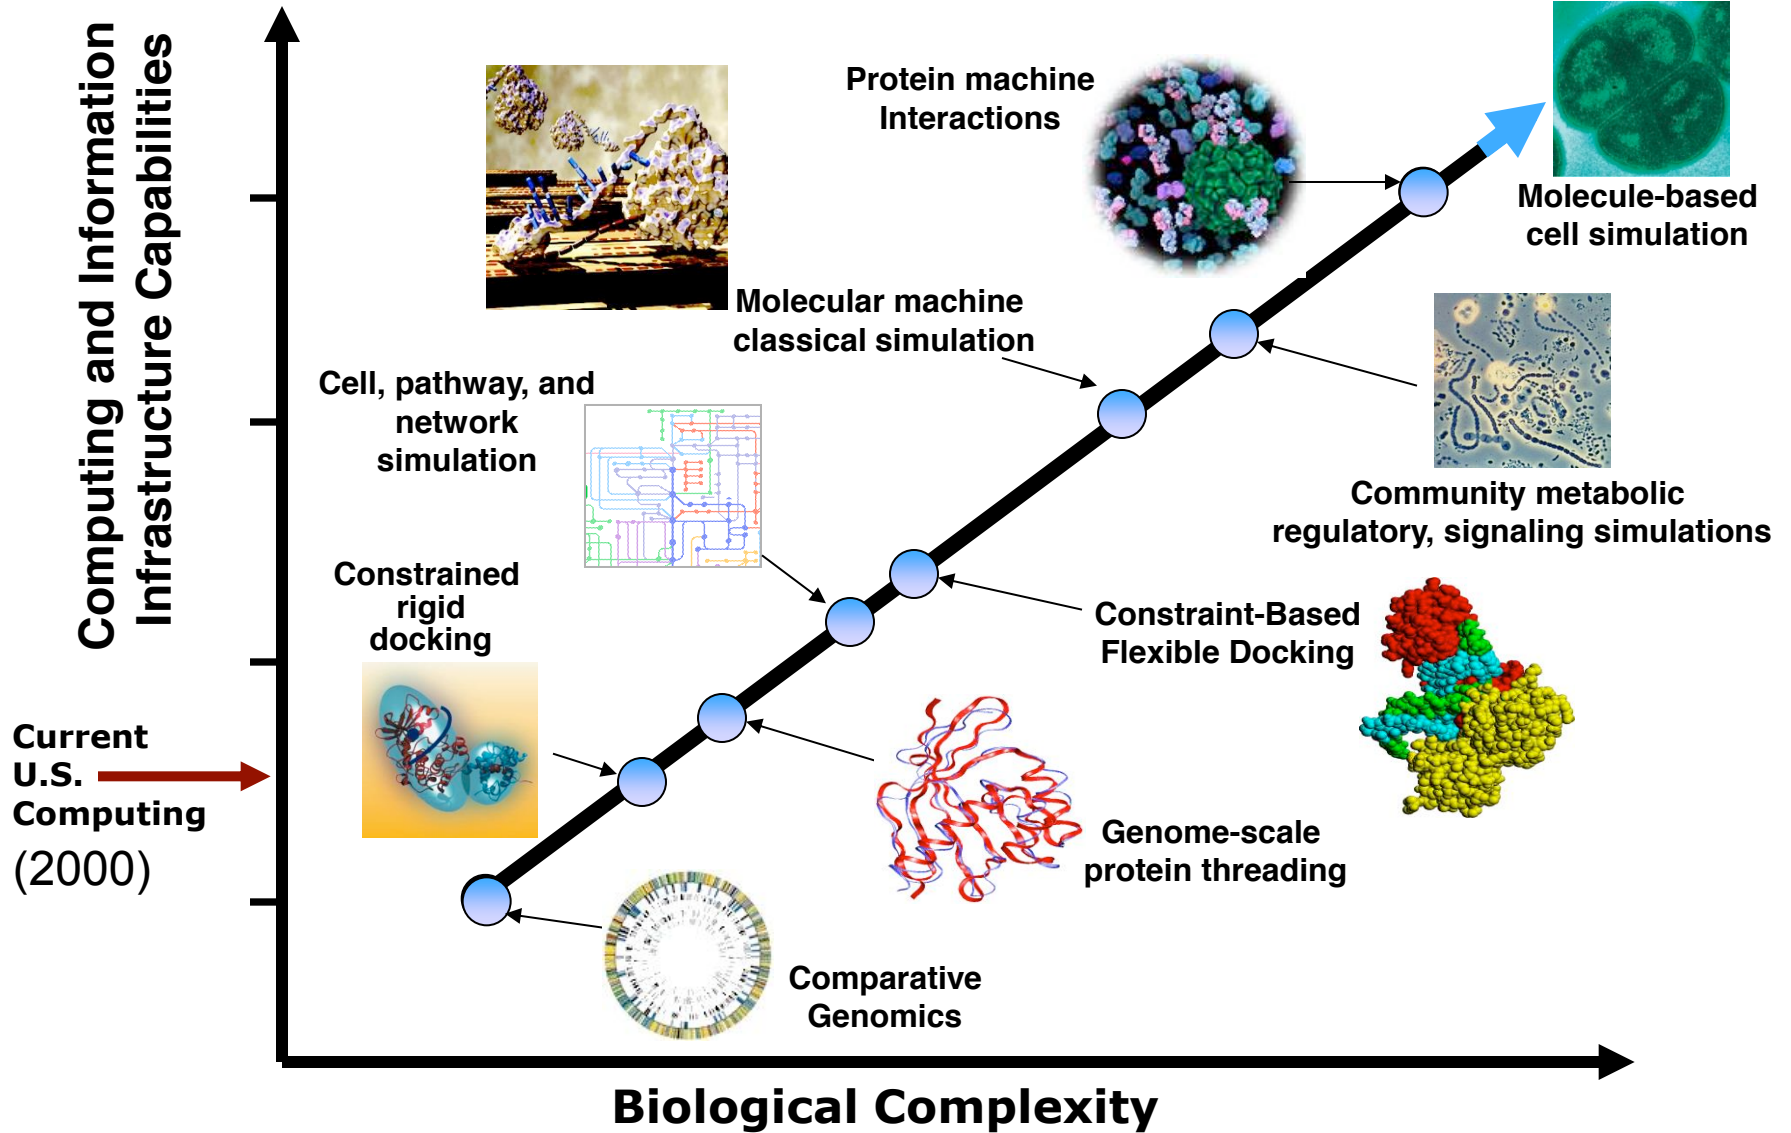 Computing and Information
Infrastructure Capabilities
Protein machine
Interactions
Molecule-based
cell simulation
Molecular machine
classical simulation
Cell, pathway, and
network
simulation
Community metabolic
regulatory, signaling simulations
Constrained
rigid
docking
Constraint-Based
Flexible Docking
Current
U.S.
Computing
(2000)
Genome-scale
protein threading
Comparative
Genomics
Biological Complexity